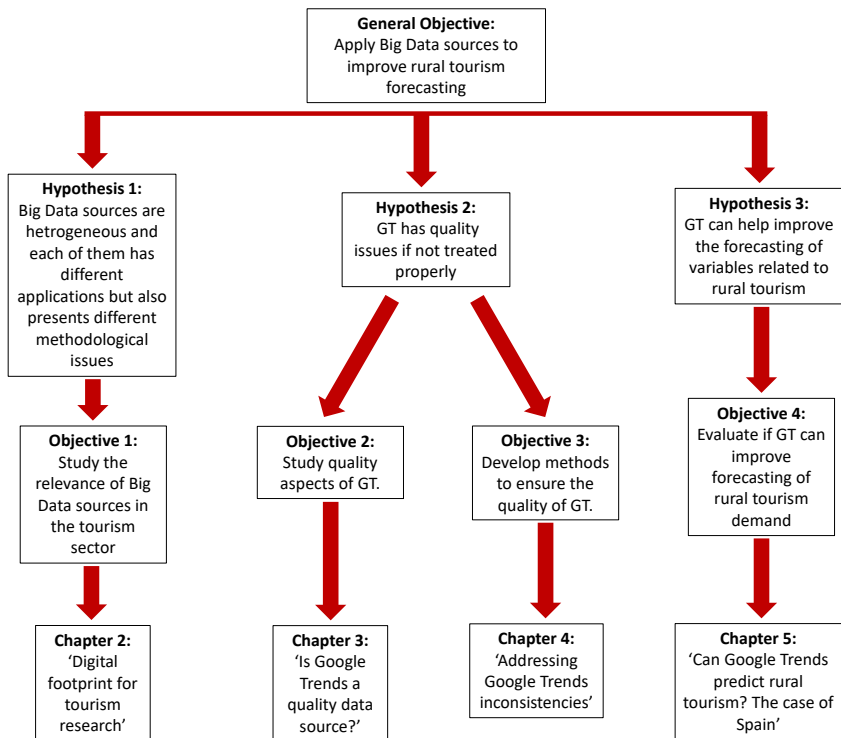 General Objective:
Apply Big Data sources to
improve rural tourism
forecasting
Hypothesis 1:
Big Data sources are
hetrogeneous and
each of them has
different
applications but also
presents different
methodological
issues
Hypothesis 2:
GT has quality
issues if not treated
properly
Hypothesis 3:
GT can help improve
the forecasting of
variables related to
rural tourism
Objective 1:
Study the
relevance of Big
Data sources in
the tourism
sector
Objective 2:
Study quality
aspects of GT.
Objective 3:
Develop methods
to ensure the
quality of GT.
Objective 4:
Evaluate if GT can
improve
forecasting of
rural tourism
demand
Chapter 2:
‘Digital
footprint for
tourism
research’
Chapter 3:
‘Is Google
Trends a
quality data
source?’
Chapter 4:
‘Addressing
Google Trends
inconsistencies’
Chapter 5:
‘Can Google Trends
predict rural
tourism? The case of
Spain’